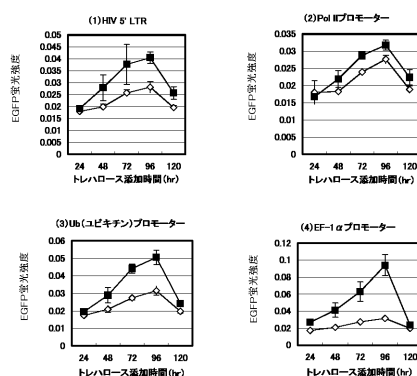 (1)HIV 5' LTR
EGFP蛍光強度
0.05
0.045
0.04
0.035
0.03
0.025
0.02
0.015
0.01
0.005
0
24 48 72 96 120
トレハロース添加時間(hr)
(2)Pol IIプロモーター
EGFP蛍光強度
0.035
0.03
0.025
0.02
0.015
0.01
0.005
0
24 48 72 96 120
トレハロース添加時間(hr)
(3)Ub(ユビキチン)プロモーター
EGFP蛍光強度
0.06
0.05
0.04
0.03
0.02
0.01
0
24 48 72 96 120
トレハロース添加時間(hr)
(4)EF-1αプロモーター
EGFP蛍光強度
0.12
0.1
0.08
0.06
0.04
0.02
0
24 48 72 96 120
トレハロース添加時間(hr)